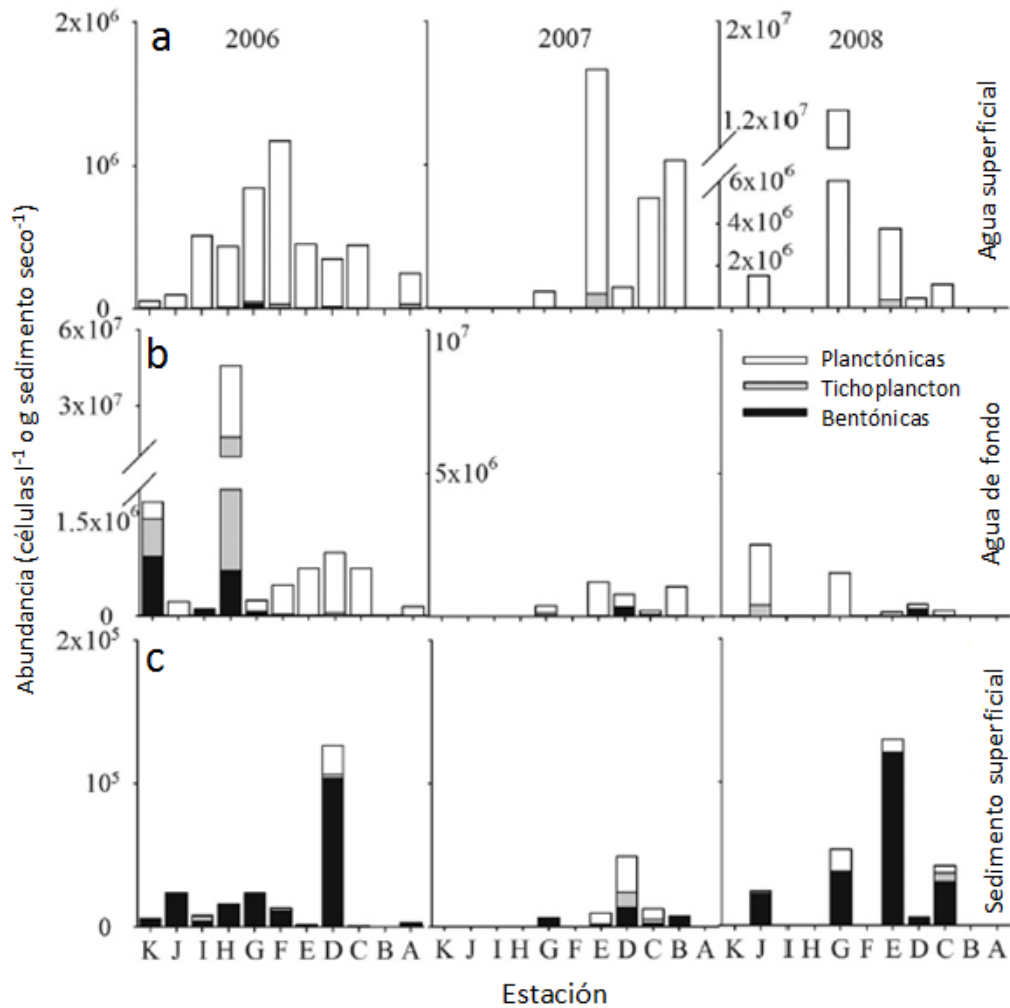 Abundancia (células l⁻¹ o g sedimento seco⁻¹)
a
2006
2007
2008
2x10⁶
10⁶
0
2x10⁷
1.2x10⁷
6x10⁶
4x10⁶
2x10⁶
Agua superficial
b
6x10⁷
3x10⁷
1.5x10⁶
0
10⁷
5x10⁶
Planctónicas
Tichoplancton
Bentónicas
Agua de fondo
c
2x10⁵
10⁵
0
Sedimento superficial
K J I H G F E D C B A
K J I H G F E D C B A
K J I H G F E D C B A
Estación